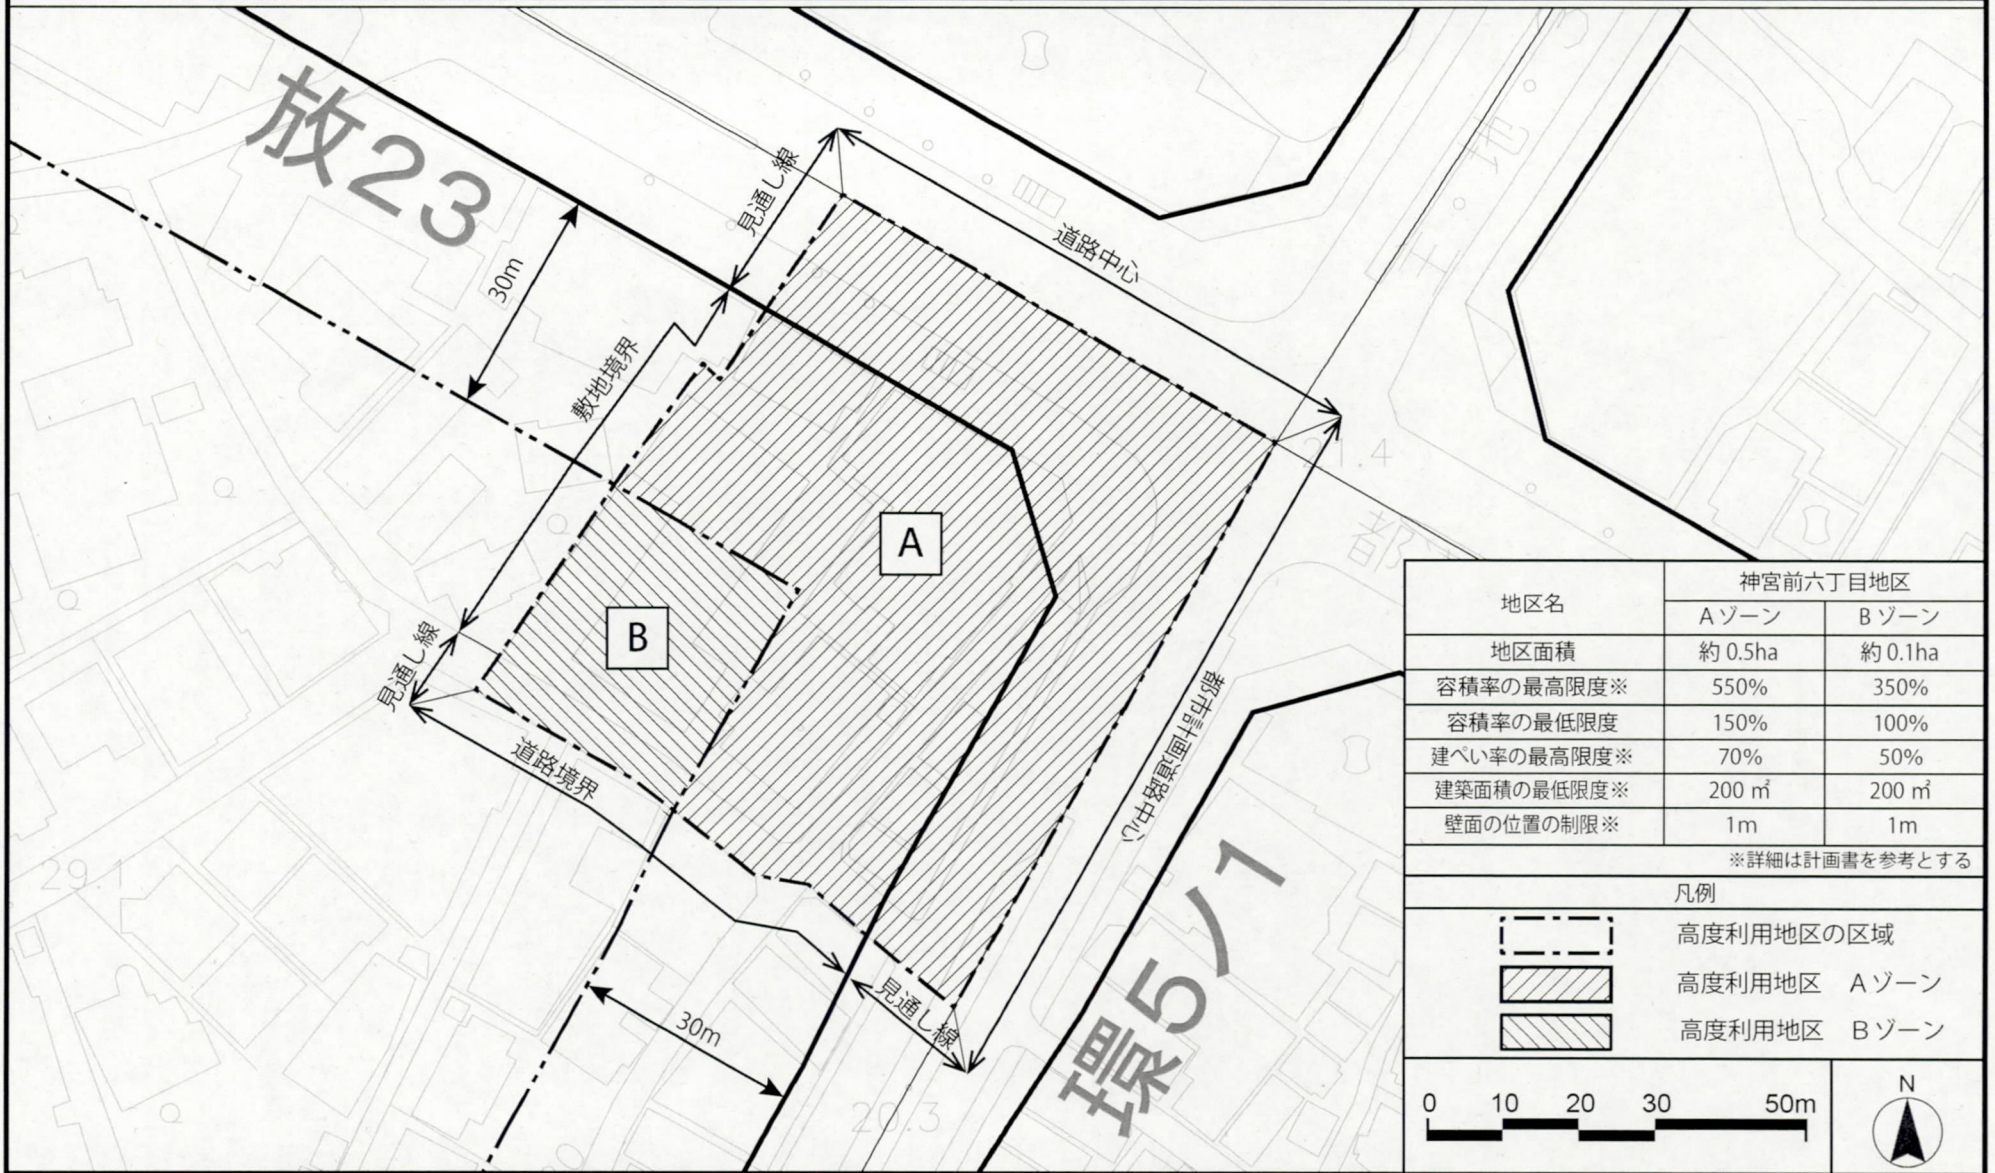 放23
見通し線
道路中心
30m
敷地境界
21.4
A
B
見通し線
道路境界
都市計画道路中心
29.1
見通し線
30m
環5ノ1
20.3
地
都
地区名
神宮前六丁目地区
Aゾーン Bゾーン
地区面積 約0.5ha 約0.1ha
容積率の最高限度※ 550% 350%
容積率の最低限度 150% 100%
建ぺい率の最高限度※ 70% 50%
建築面積の最低限度※ 200㎡ 200㎡
壁面の位置の制限※ 1m 1m
※詳細は計画書を参考とする
凡例
高度利用地区の区域
高度利用地区 Aゾーン
高度利用地区 Bゾーン
0 10 20 30 50m
N